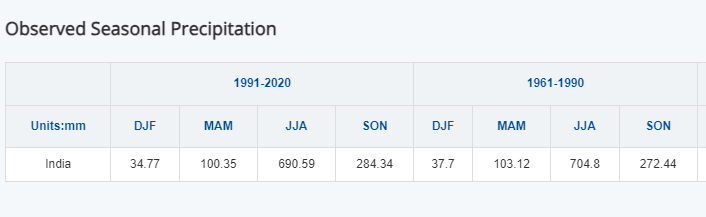 Observed Seasonal Precipitation
1991-2020 1961-1990
Units:mm DJF MAM JJA SON DJF MAM JJA SON
India 34.77 100.35 690.59 284.34 37.7 103.12 704.8 272.44